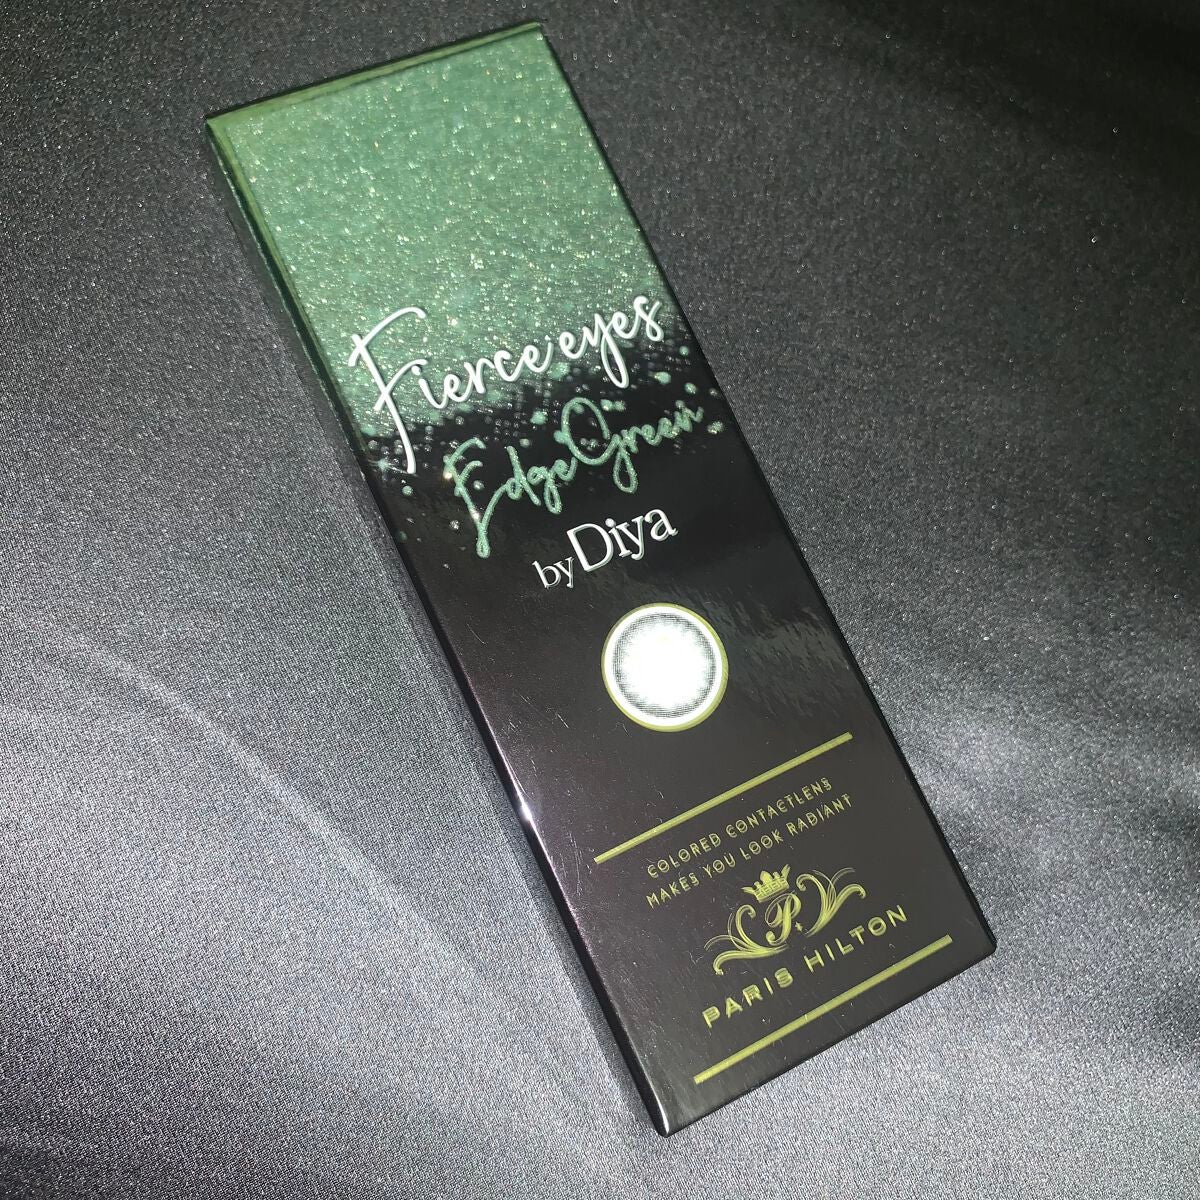 Fierce eyes
Edge Green
by Diya
COLORED CONTACTLENS
MAKES YOU LOOK RADIANT
P
PARIS HILTON